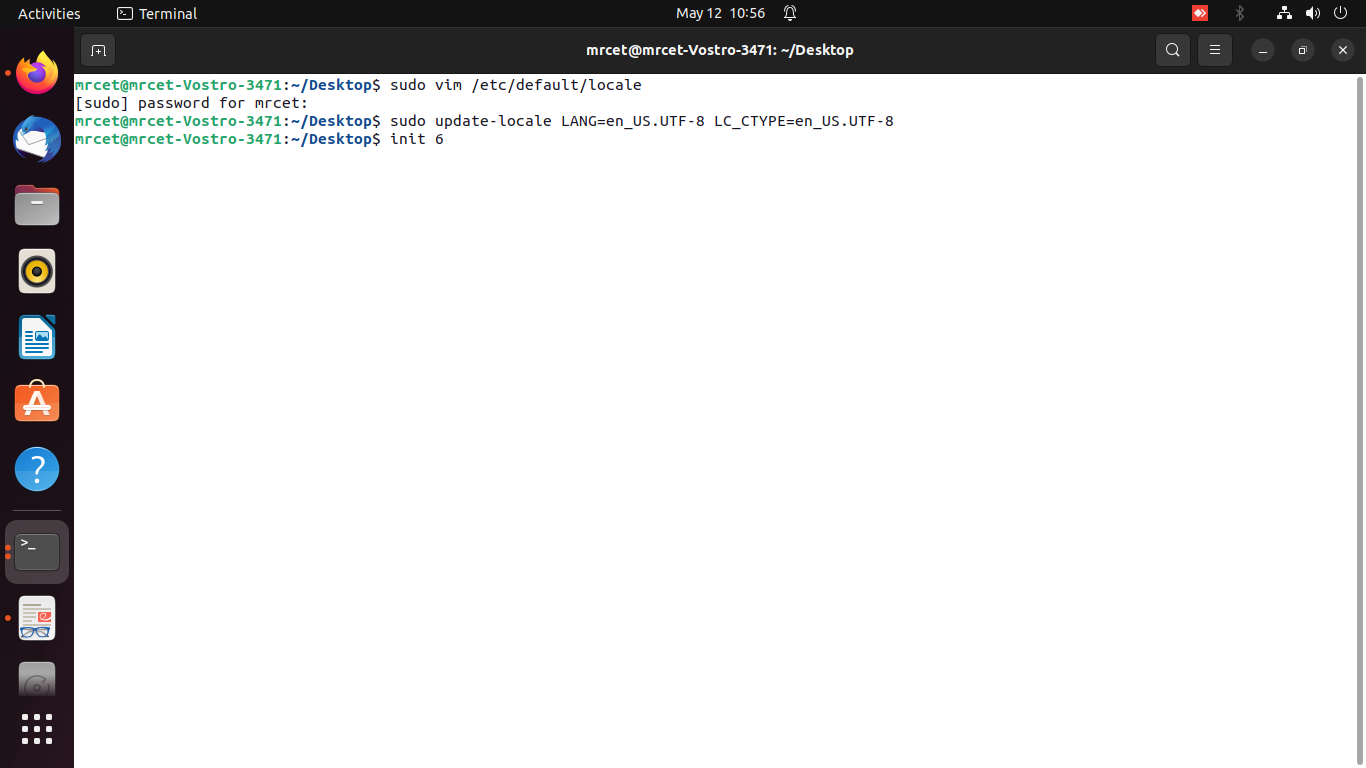 Activities
Terminal
May 12 10:56
mrcet@mrcet-Vostro-3471: ~/Desktop
mrcet@mrcet-Vostro-3471:~/Desktop$ sudo vim /etc/default/locale
[sudo] password for mrcet:
mrcet@mrcet-Vostro-3471:~/Desktop$ sudo update-locale LANG=en_US.UTF-8 LC_CTYPE=en_US.UTF-8
mrcet@mrcet-Vostro-3471:~/Desktop$ init 6